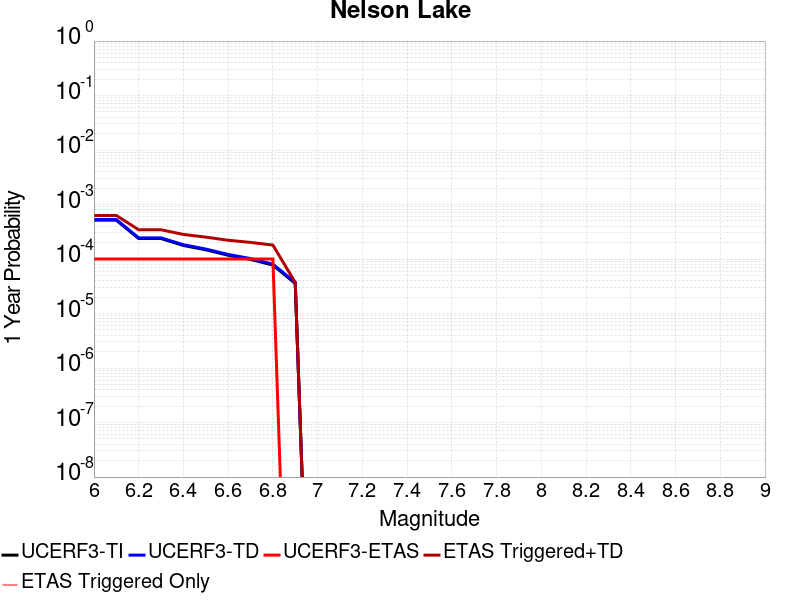 Nelson Lake
10^0
10^-1
10^-2
10^-3
10^-4
10^-5
10^-6
10^-7
10^-8
1 Year Probability
6 6.2 6.4 6.6 6.8 7 7.2 7.4 7.6 7.8 8 8.2 8.4 8.6 8.8 9
Magnitude
UCERF3-TI UCERF3-TD UCERF3-ETAS ETAS Triggered+TD
ETAS Triggered Only